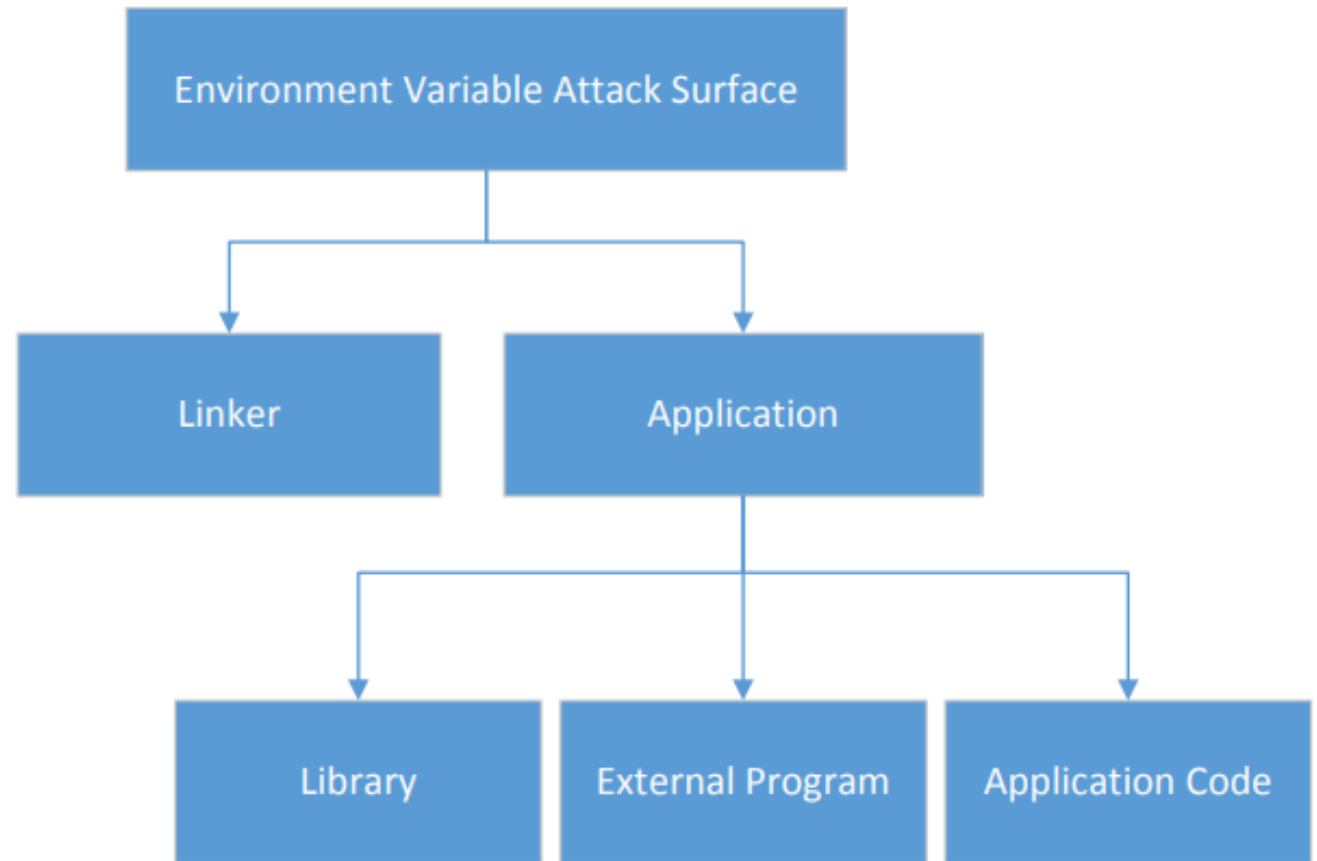 Environment Variable Attack Surface
Linker
Application
Library
External Program
Application Code